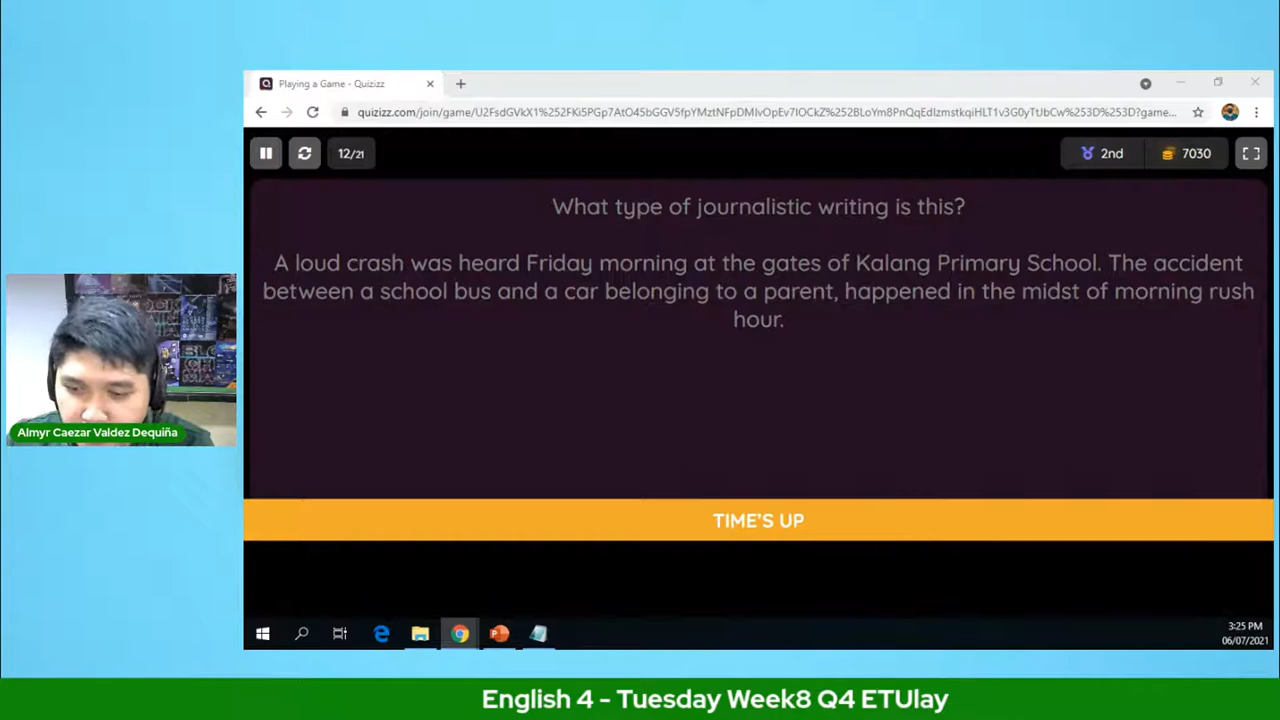 Playing a Game - Quizizz
12/21
2nd
7030
What type of journalistic writing is this?
A loud crash was heard Friday morning at the gates of Kalang Primary School. The accident
between a school bus and a car belonging to a parent, happened in the midst of morning rush
hour.
Almyr Caezar Valdez Dequiña
TIME'S UP
3:25 PM
06/07/2021
English 4 - Tuesday Week8 Q4 ETUlay